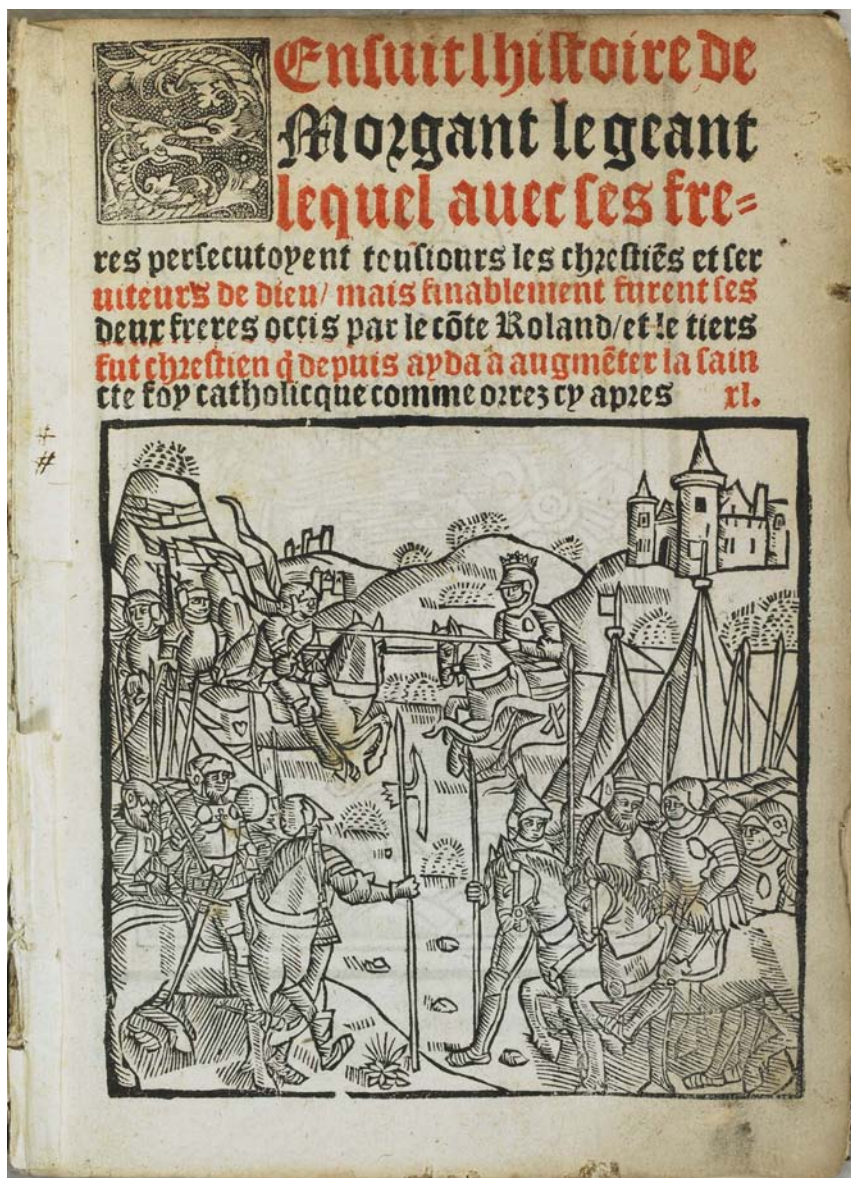 SEnsuit lhistoire de
Morgant le geant
lequel auec ses fre=
res persecutoyent tousiours les chrestiẽs et ser
uiteurs de dieu/ mais finablement furent ses
deux freres occis par le cõte Roland/et le tiers
fut chrestien q̃ depuis ayda a augmẽter la sain
cte foy catholicque comme orrez cy apres xl.